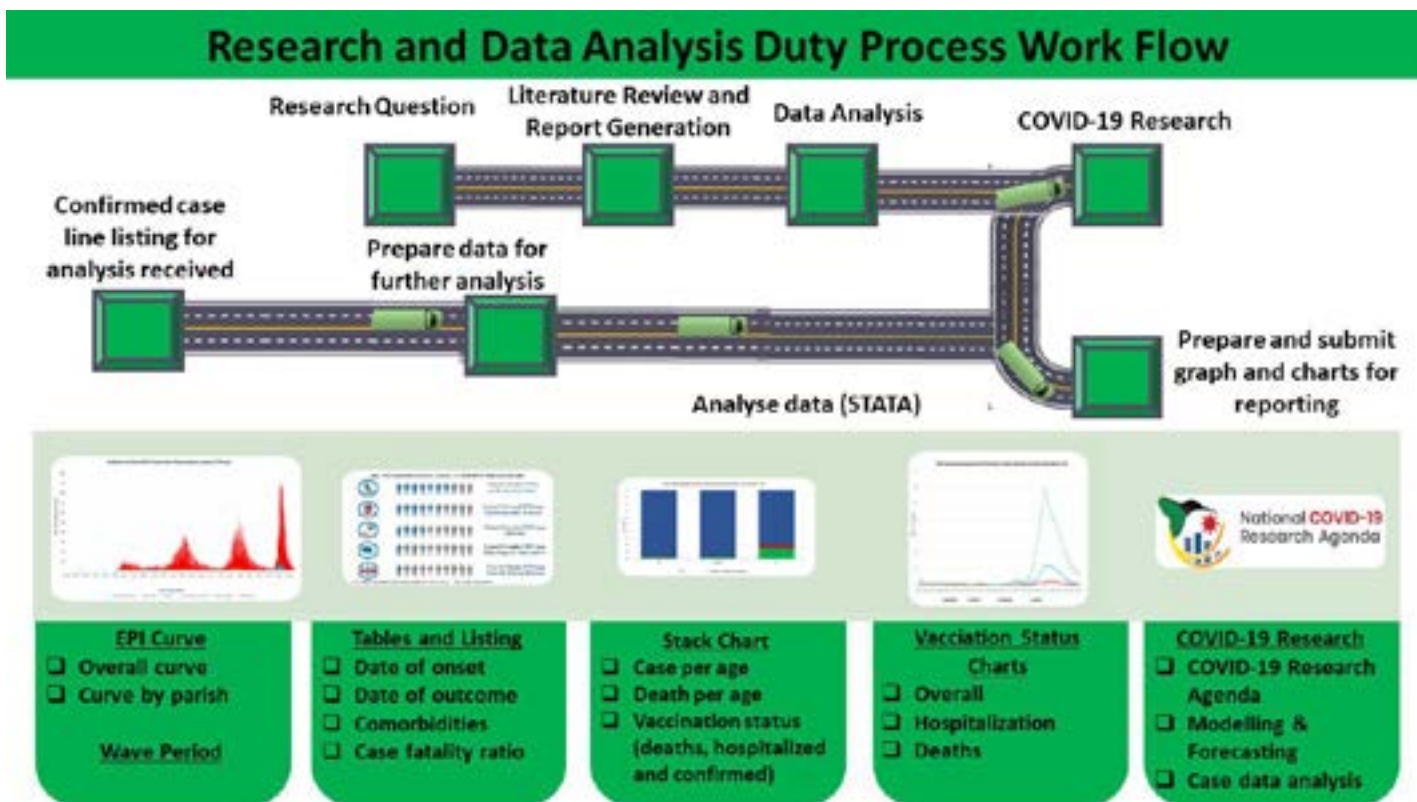 Research and Data Analysis Duty Process Work Flow
Research Question
Literature Review and
Report Generation
Data Analysis
COVID-19 Research
Confirmed case
line listing for
analysis received
Prepare data for
further analysis
Analyse data (STATA)
Prepare and submit
graph and charts for
reporting
National COVID-19
Research Agenda
EPI Curve
Overall curve
Curve by parish
Wave Period
Tables and Listing
Date of onset
Date of outcome
Comorbidities
Case fatality ratio
Stack Chart
Case per age
Death per age
Vaccination status
(deaths, hospitalized
and confirmed)
Vacciation Status
Charts
Overall
Hospitalization
Deaths
COVID-19 Research
COVID-19 Research
Agenda
Modelling &
Forecasting
Case data analysis